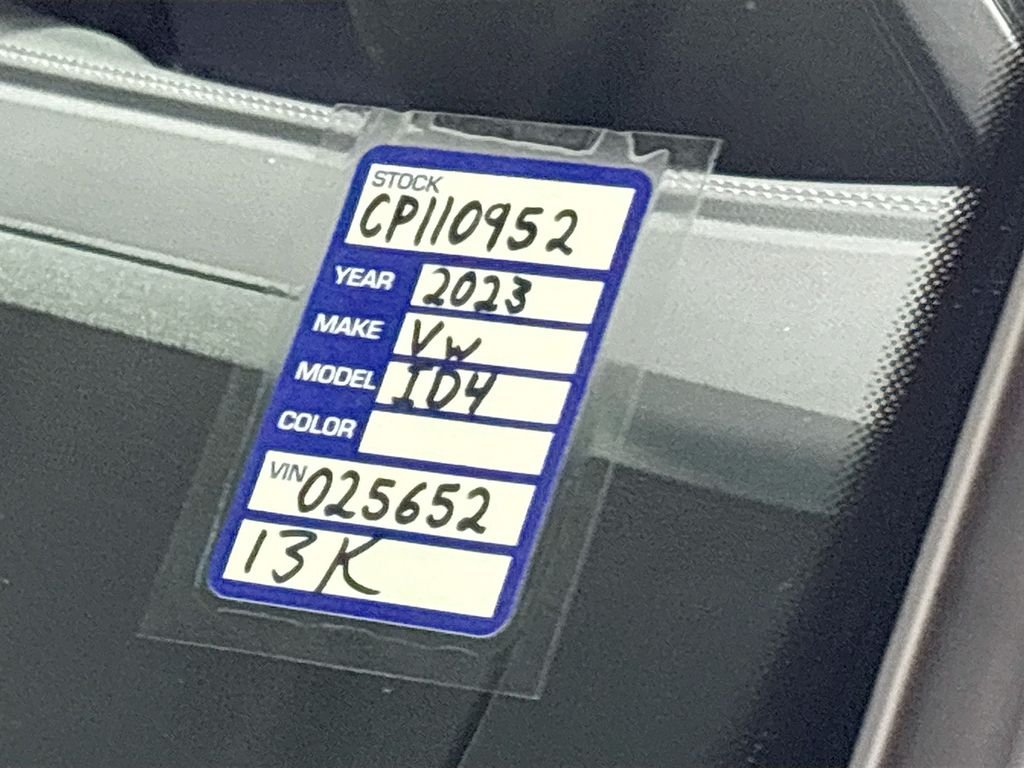 STOCK
CP110952
YEAR 2023
MAKE VW
MODEL ID4
COLOR
VIN 025652
13K